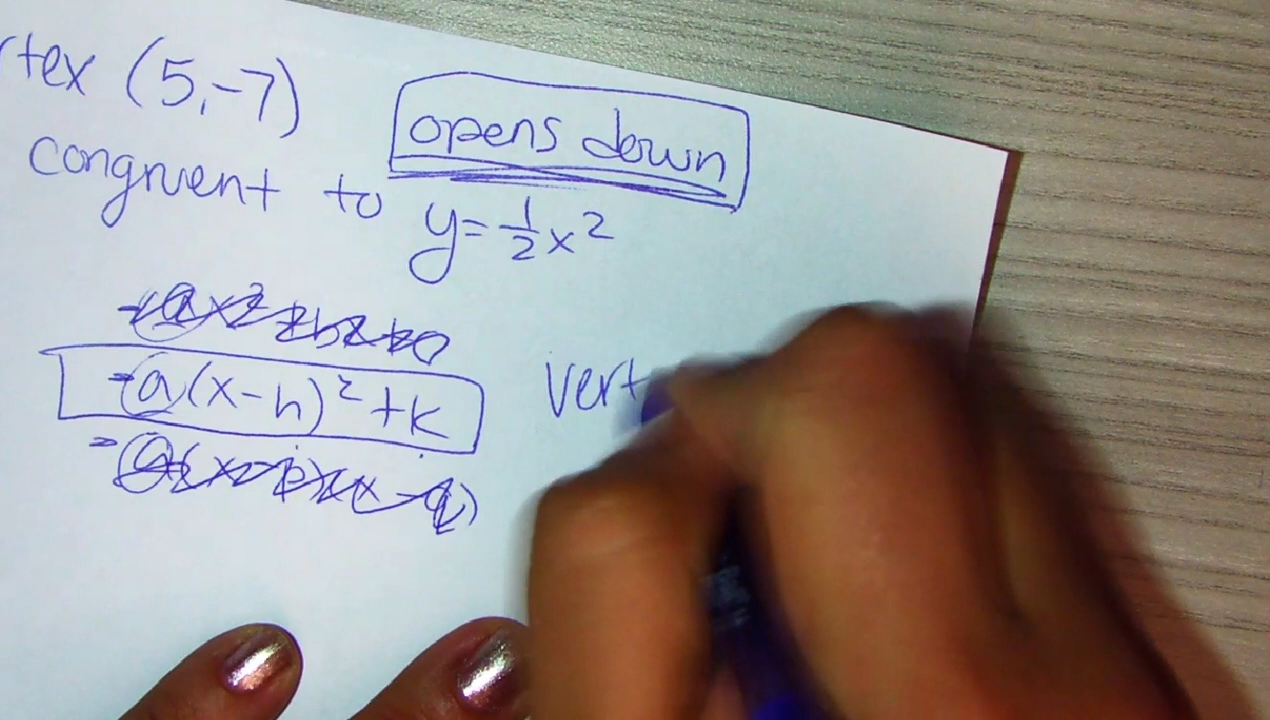 rtex (5,-7)
opens down
congruent to y=½x²
-a(x-h)²+k
vert